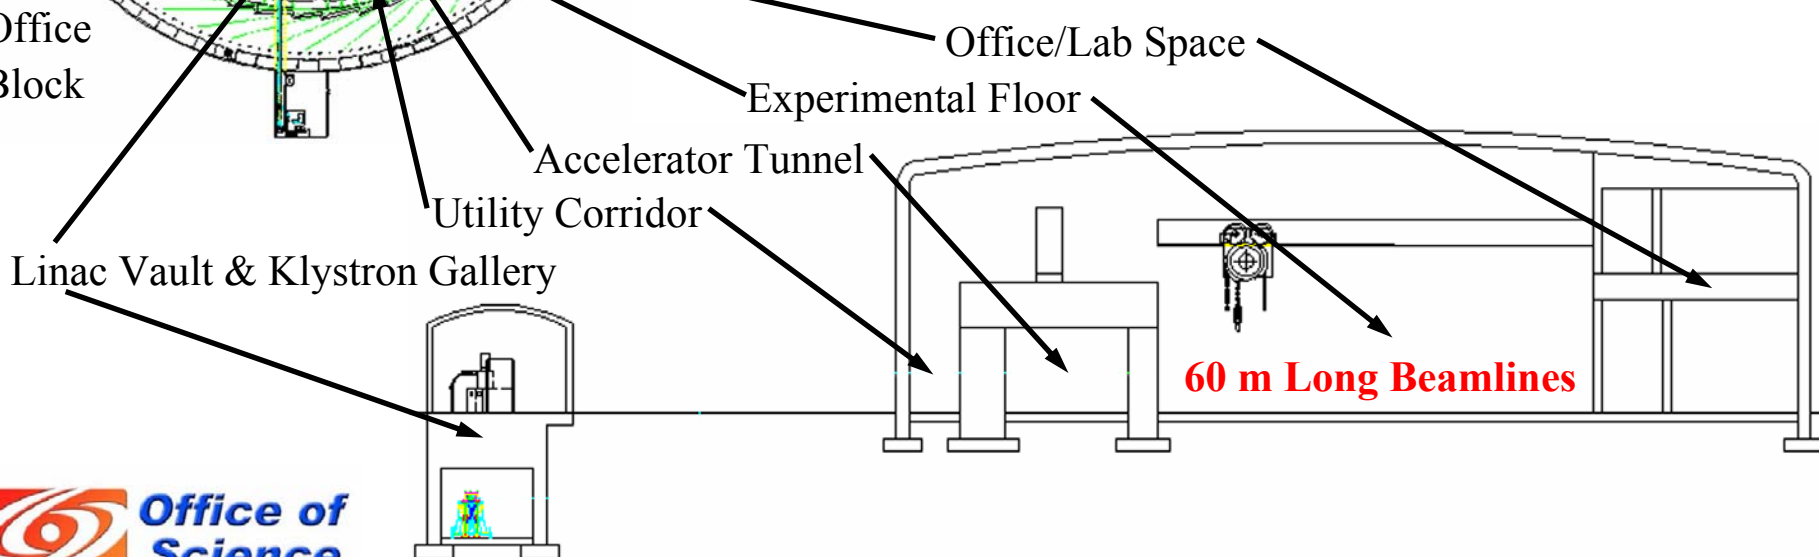 Office
Block
Office/Lab Space
Experimental Floor
Accelerator Tunnel
Utility Corridor
Linac Vault & Klystron Gallery
60 m Long Beamlines
Office of
Science